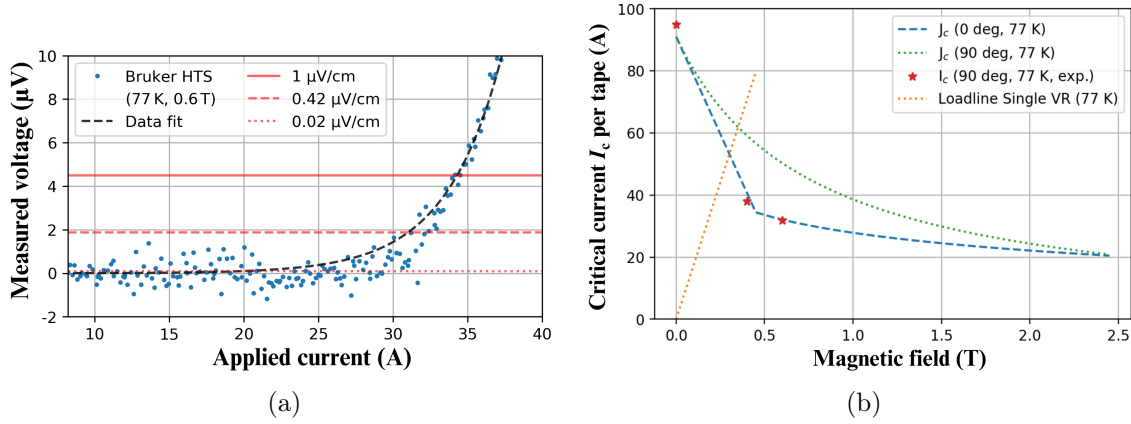 10
8
6
4
2
0
-2
Measured voltage (μV)
Bruker HTS
(77 K, 0.6 T)
Data fit
1 μV/cm
0.42 μV/cm
0.02 μV/cm
10 15 20 25 30 35 40
Applied current (A)
(a)
100
80
60
40
20
0
Critical current Ic per tape (A)
Jc (0 deg, 77 K)
Jc (90 deg, 77 K)
Ic (90 deg, 77 K, exp.)
Loadline Single VR (77 K)
0.0 0.5 1.0 1.5 2.0 2.5
Magnetic field (T)
(b)